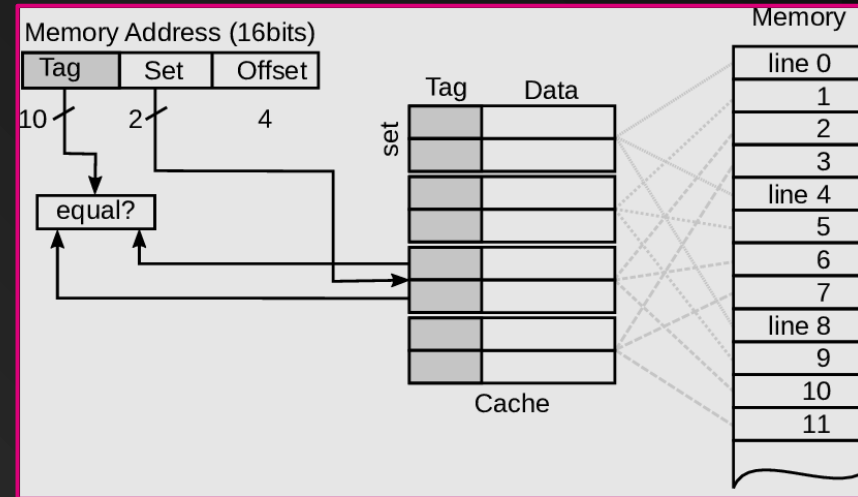 Memory Address (16bits)
Tag Set Offset
10 2 4
equal?
set
Tag Data
Cache
Memory
line 0
1
2
3
line 4
5
6
7
line 8
9
10
11